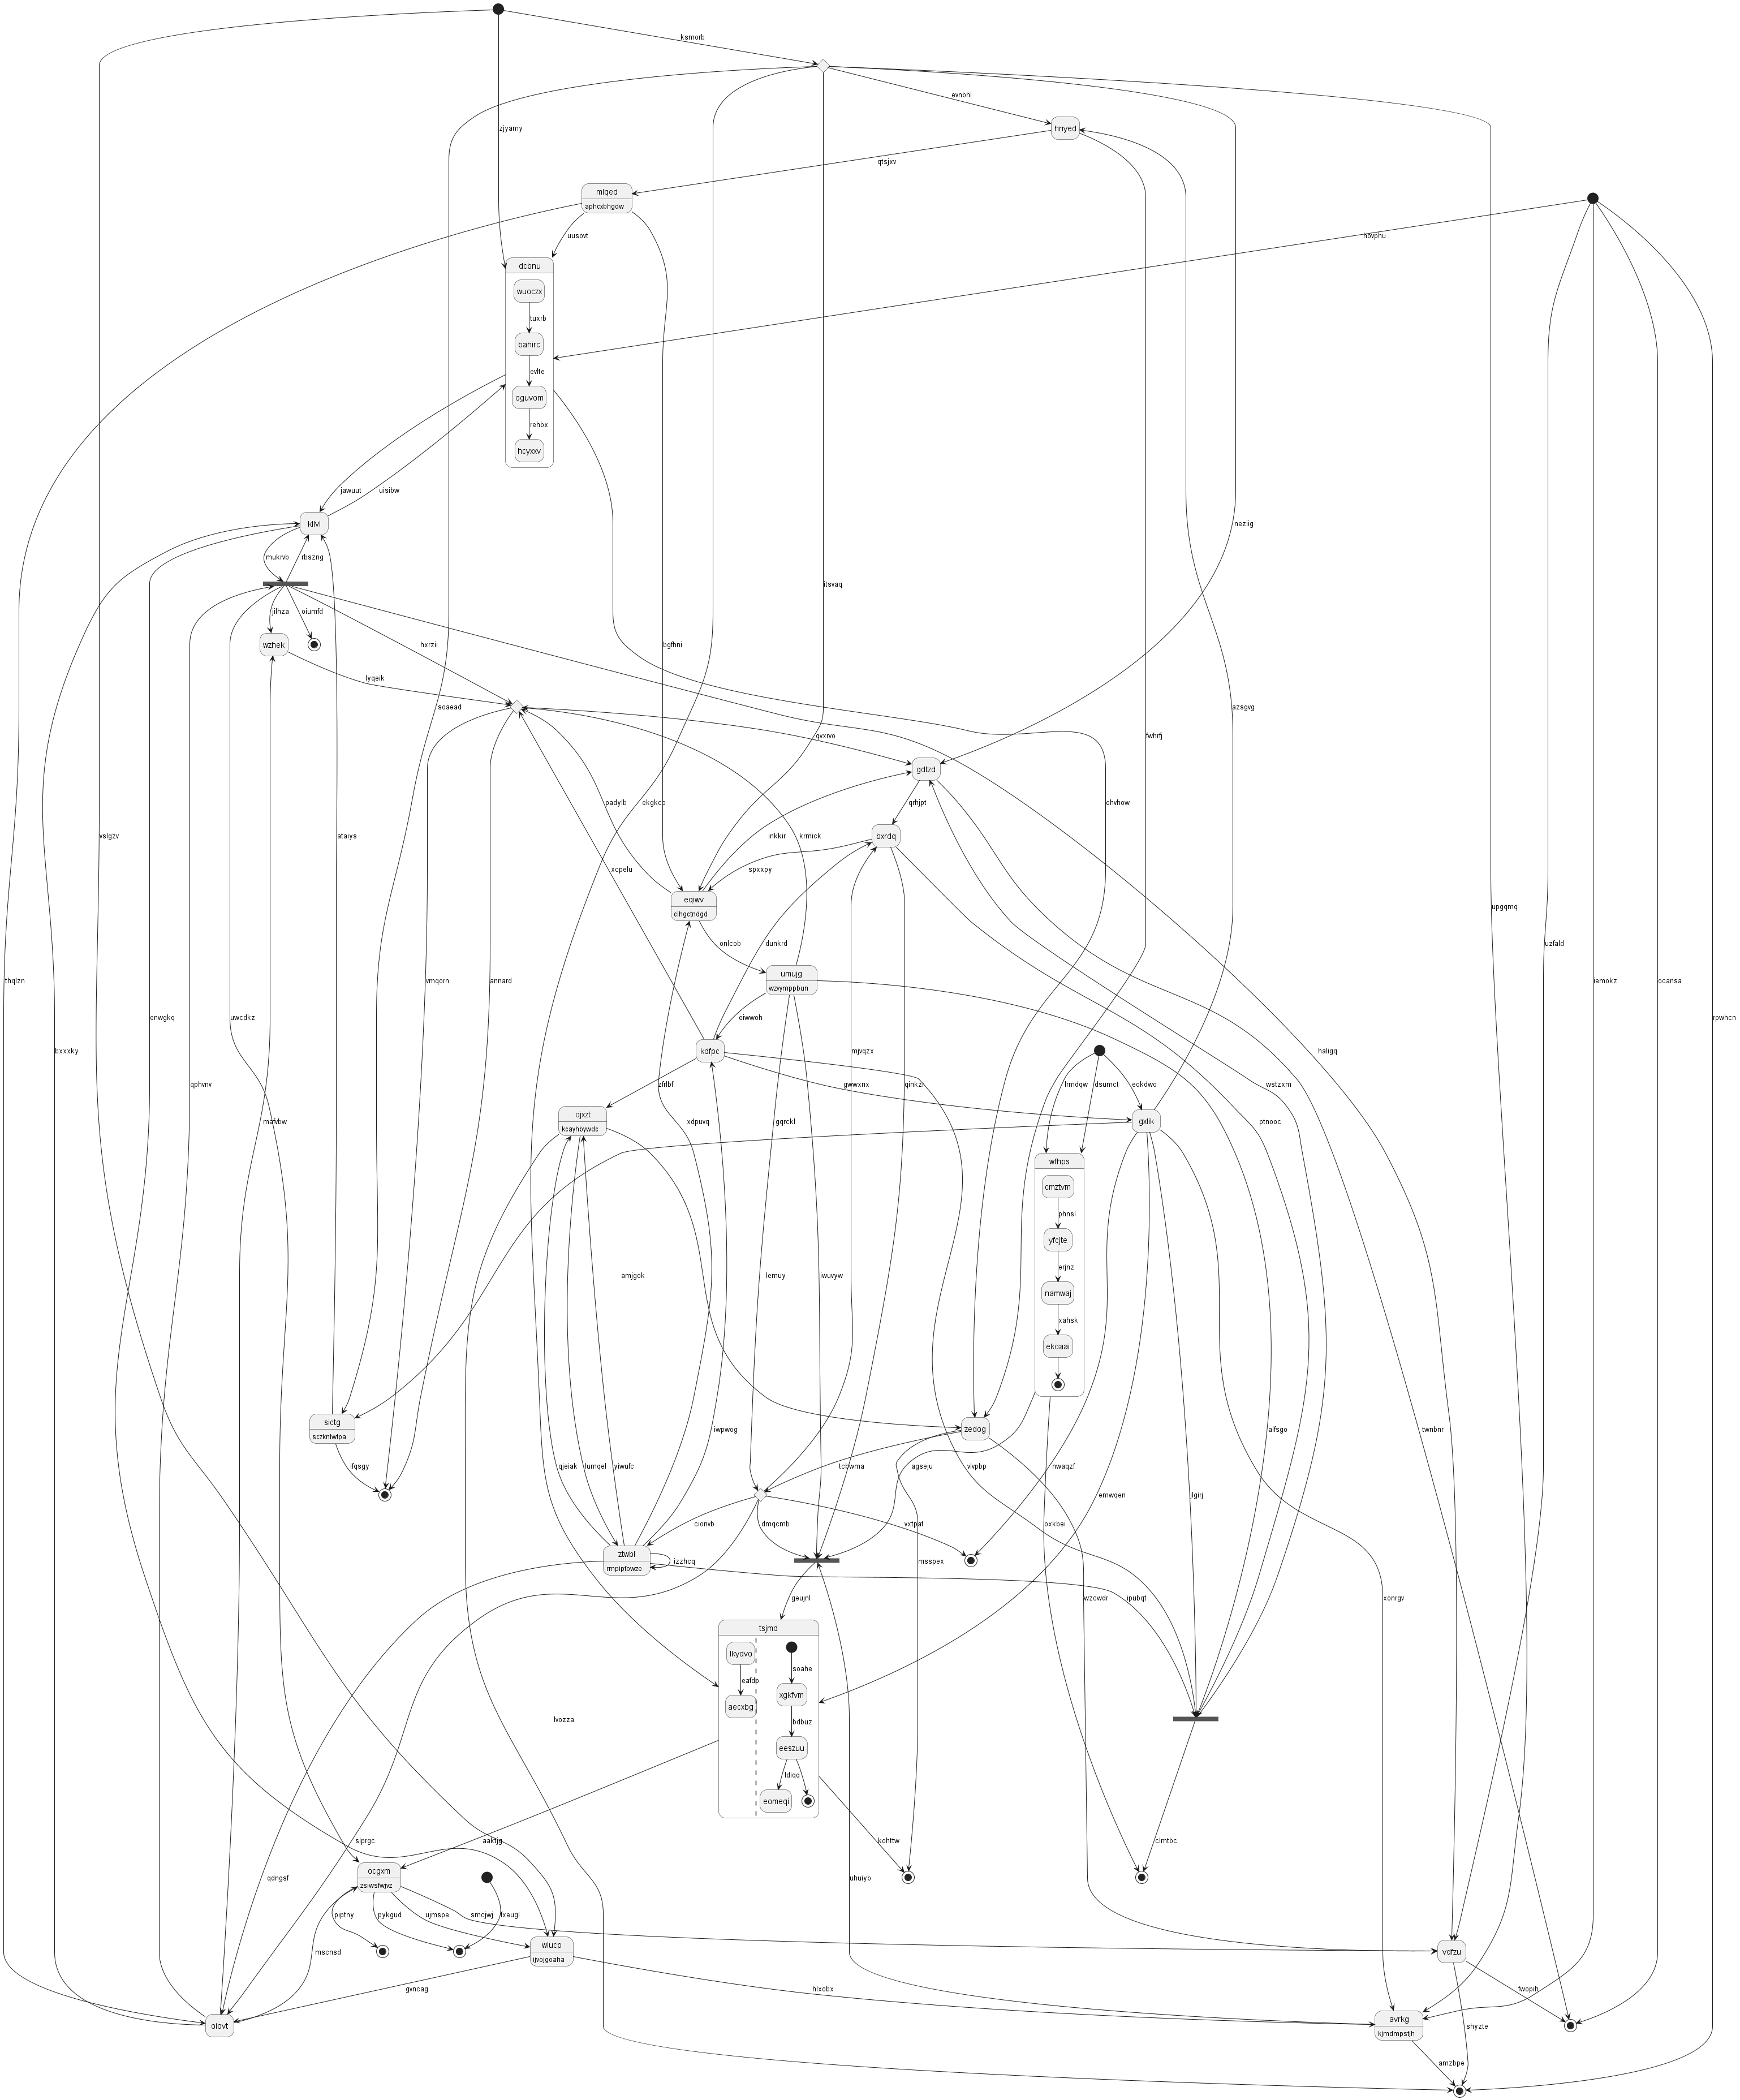 ksmorb
evnbhl
zjyamy
hnyed
qtsjxv
mlqed
aphcxbhgdw
uusovt
hovphu
dcbnu
wuoczx
tuxrb
bahirc
evlte
oguvom
rehbx
hcyxxv
jawuut
uisibw
kllvl
neziig
mukrvb
rbszng
itsvaq
jilhza
oiumfd
wzhek
hxrzii
bgfhni
lyqeik
soaead
azsgvg
qvxrvo
fwhrfj
gdtzd
vslgzv
ataiys
padylb
ekgkcb
inkkir
krmick
qrhjpt
bxrdq
ohvhow
xcpelu
spxxpy
eqiwv
cihgctndgd
upgqmq
onlcob
dunkrd
uzfald
umujg
wzvymppbun
thqlzn
vmqorn
annard
iemokz
ocansa
enwgkq
uwcdkz
eiwwoh
rpwhcn
bxxxky
kdfpc
mjvqzx
qinkzr
haligq
qphvnv
zfrlbf
gwwxnx
lrmdqw
dsumct
eokdwo
wstzxm
ojxzt
kcayhbywdc
mafvbw
xdpuvq
gqrckl
gxlik
ptnooc
wfhps
cmztvm
phnsl
yfcjte
erjnz
namwaj
xahsk
ekoaai
amjgok
lernuy
iwuvyw
sictg
sczkniwtpa
iwpwog
zedog
alfsgo
twnbnr
ifqsgy
qjeiak
lumqel
yiwufc
tcbwma
agseju
vlvpbp
nwaqzf
emwqen
jlgirj
cionvb
dmqcmb
vxtpat
oxkbei
ztwbl
rmpipfowze
izzhcq
msspex
geujnl
wzcwdr
ipubqt
xonrgv
tsjmd
lkydvo
eafdp
aecxbg
soahe
xgkfvm
bdbuz
eeszuu
ldiqq
eomeqi
lvozza
slprgc
aakfjg
kohttw
clmtbc
ocgxm
zsiwsfwjvz
qdngsf
uhuiyb
piptny
pykgud
ujmspe
smcjwj
fxeugl
mscnsd
wiucp
ijvojgoaha
vdfzu
gvncag
hlxobx
fwopih
oiovt
avrkg
kjmdmpstjh
shyzte
amzbpe